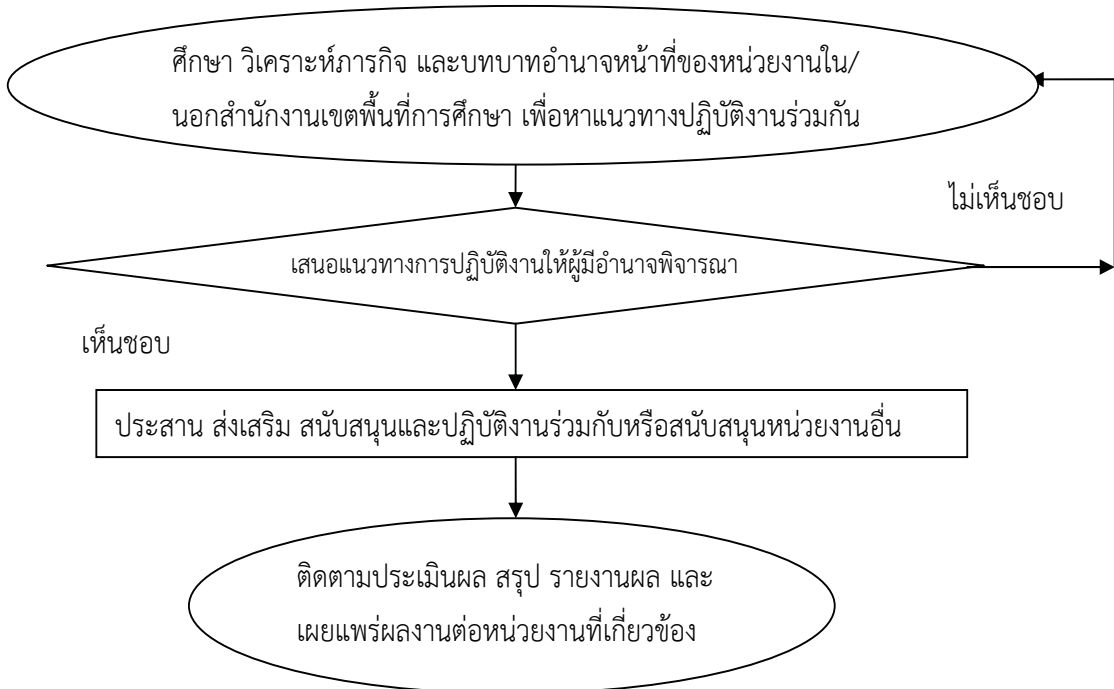 ศึกษา วิเคราะห์ภารกิจ และบทบาทอำนาจหน้าที่ของหน่วยงานใน/
นอกสำนักงานเขตพื้นที่การศึกษา เพื่อหาแนวทางปฏิบัติงานร่วมกัน
ไม่เห็นชอบ
เสนอแนวทางการปฏิบัติงานให้ผู้มีอำนาจพิจารณา
เห็นชอบ
ประสาน ส่งเสริม สนับสนุนและปฏิบัติงานร่วมกับหรือสนับสนุนหน่วยงานอื่น
ติดตามประเมินผล สรุป รายงานผล และ
เผยแพร่ผลงานต่อหน่วยงานที่เกี่ยวข้อง